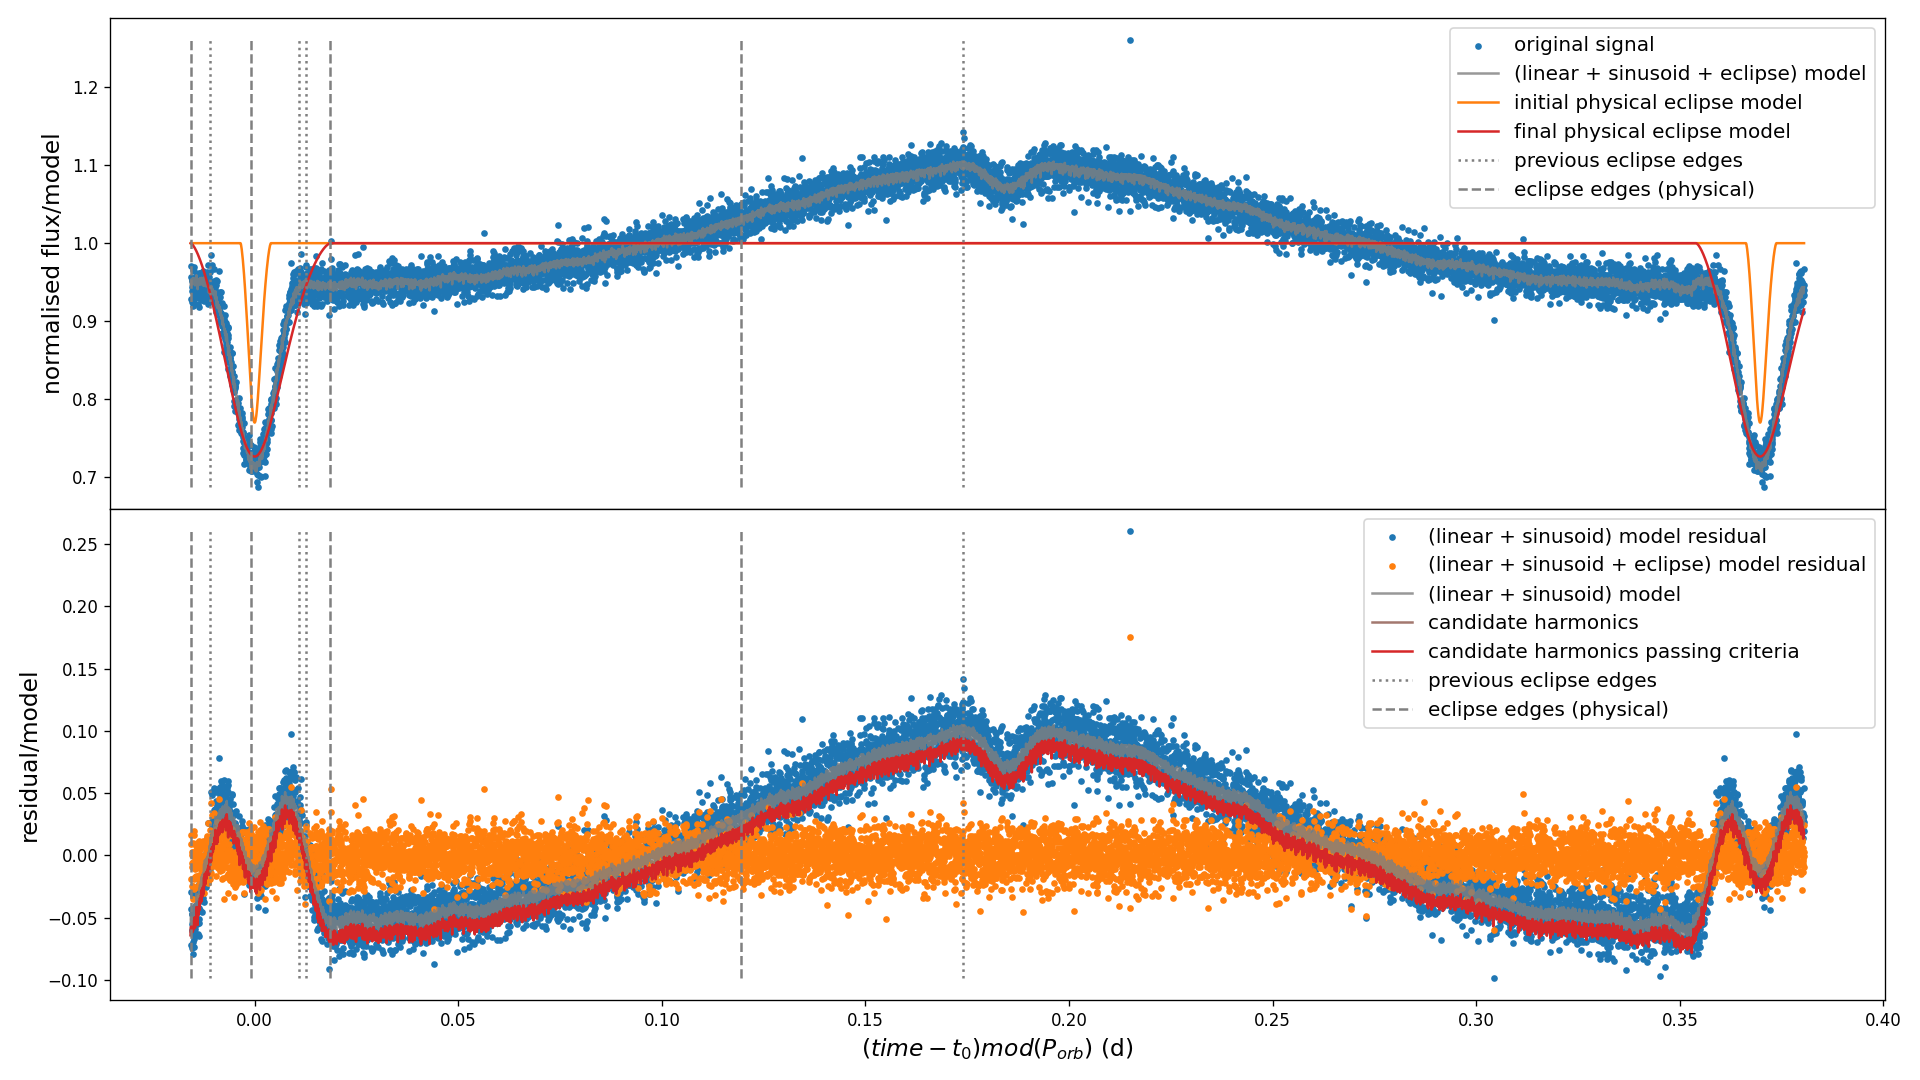 normalised flux/model
1.2
1.1
1.0
0.9
0.8
0.7
original signal
(linear + sinusoid + eclipse) model
initial physical eclipse model
final physical eclipse model
previous eclipse edges
eclipse edges (physical)
residual/model
0.25
0.20
0.15
0.10
0.05
0.00
−0.05
−0.10
(linear + sinusoid) model residual
(linear + sinusoid + eclipse) model residual
(linear + sinusoid) model
candidate harmonics
candidate harmonics passing criteria
previous eclipse edges
eclipse edges (physical)
0.00 0.05 0.10 0.15 0.20 0.25 0.30 0.35 0.40
(time − t₀)mod(P_orb) (d)